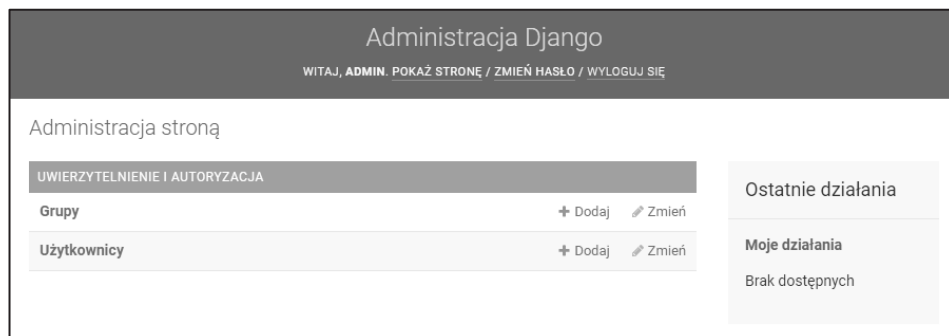 Administracja Django
WITAJ, ADMIN. POKAŻ STRONĘ / ZMIEŃ HASŁO / WYLOGUJ SIĘ
Administracja stroną
UWIERZYTELNIENIE I AUTORYZACJA
Grupy + Dodaj Zmień
Użytkownicy + Dodaj Zmień
Ostatnie działania
Moje działania
Brak dostępnych